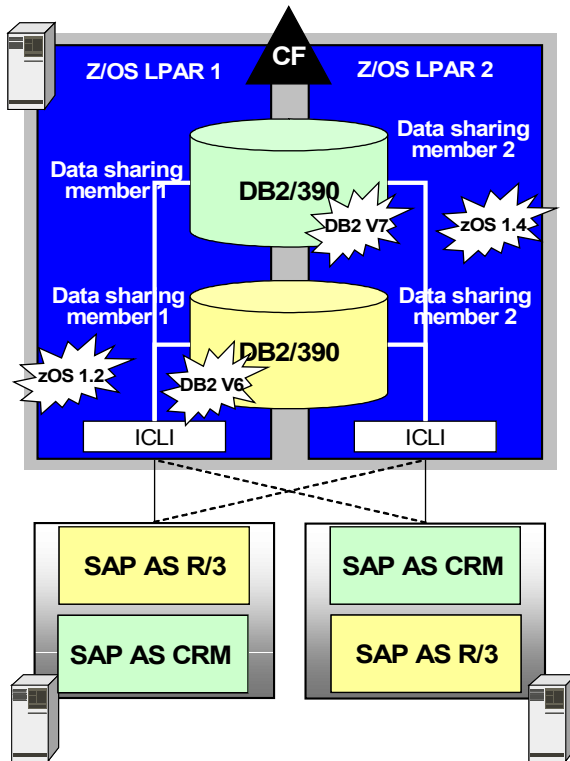 CF
Z/OS LPAR 1
Z/OS LPAR 2
Data sharing
member 1
DB2/390
Data sharing
member 2
DB2 V7
zOS 1.4
Data sharing
member 1
DB2/390
Data sharing
member 2
zOS 1.2
DB2 V6
ICLI
ICLI
SAP AS R/3
SAP AS CRM
SAP AS CRM
SAP AS R/3